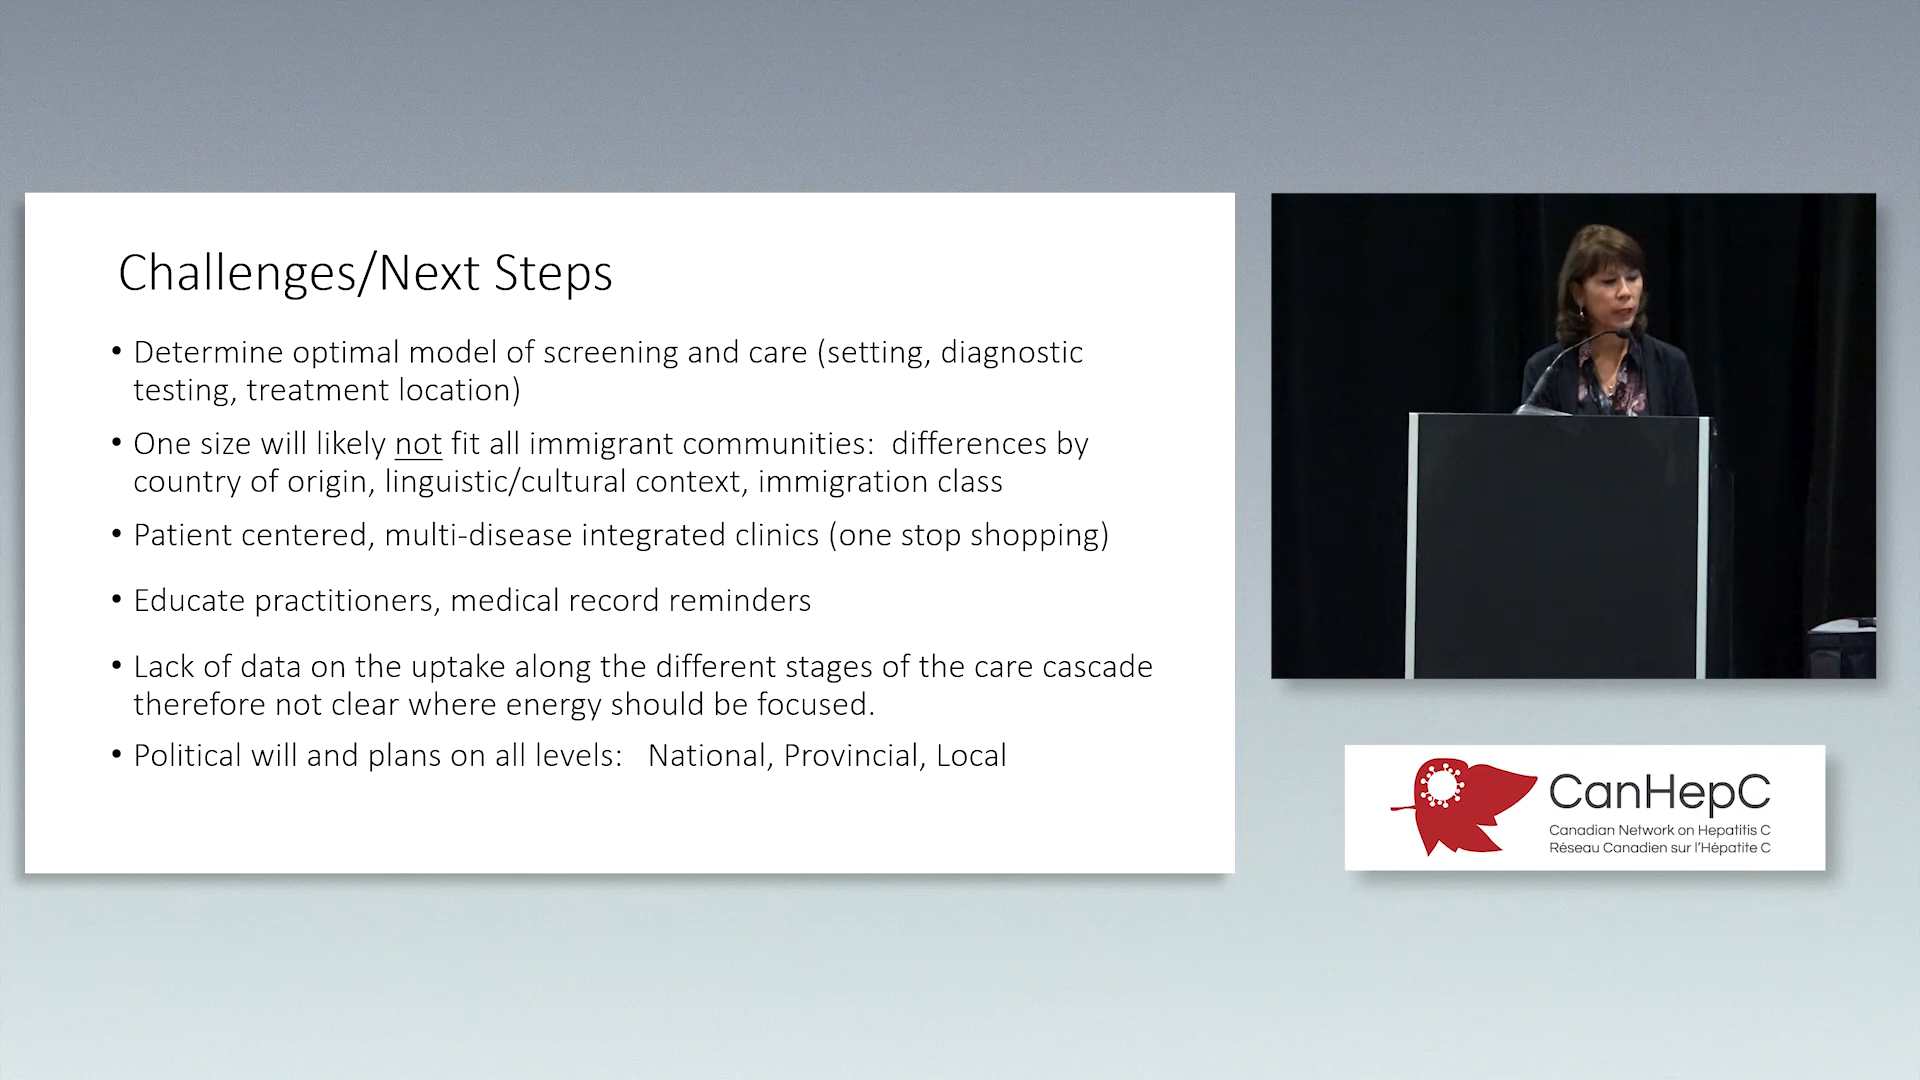 Challenges/Next Steps
• Determine optimal model of screening and care (setting, diagnostic
testing, treatment location)
• One size will likely not fit all immigrant communities:  differences by
country of origin, linguistic/cultural context, immigration class
• Patient centered, multi-disease integrated clinics (one stop shopping)
• Educate practitioners, medical record reminders
• Lack of data on the uptake along the different stages of the care cascade
therefore not clear where energy should be focused.
• Political will and plans on all levels:   National, Provincial, Local
CanHepC
Canadian Network on Hepatitis C
Réseau Canadien sur l'Hépatite C